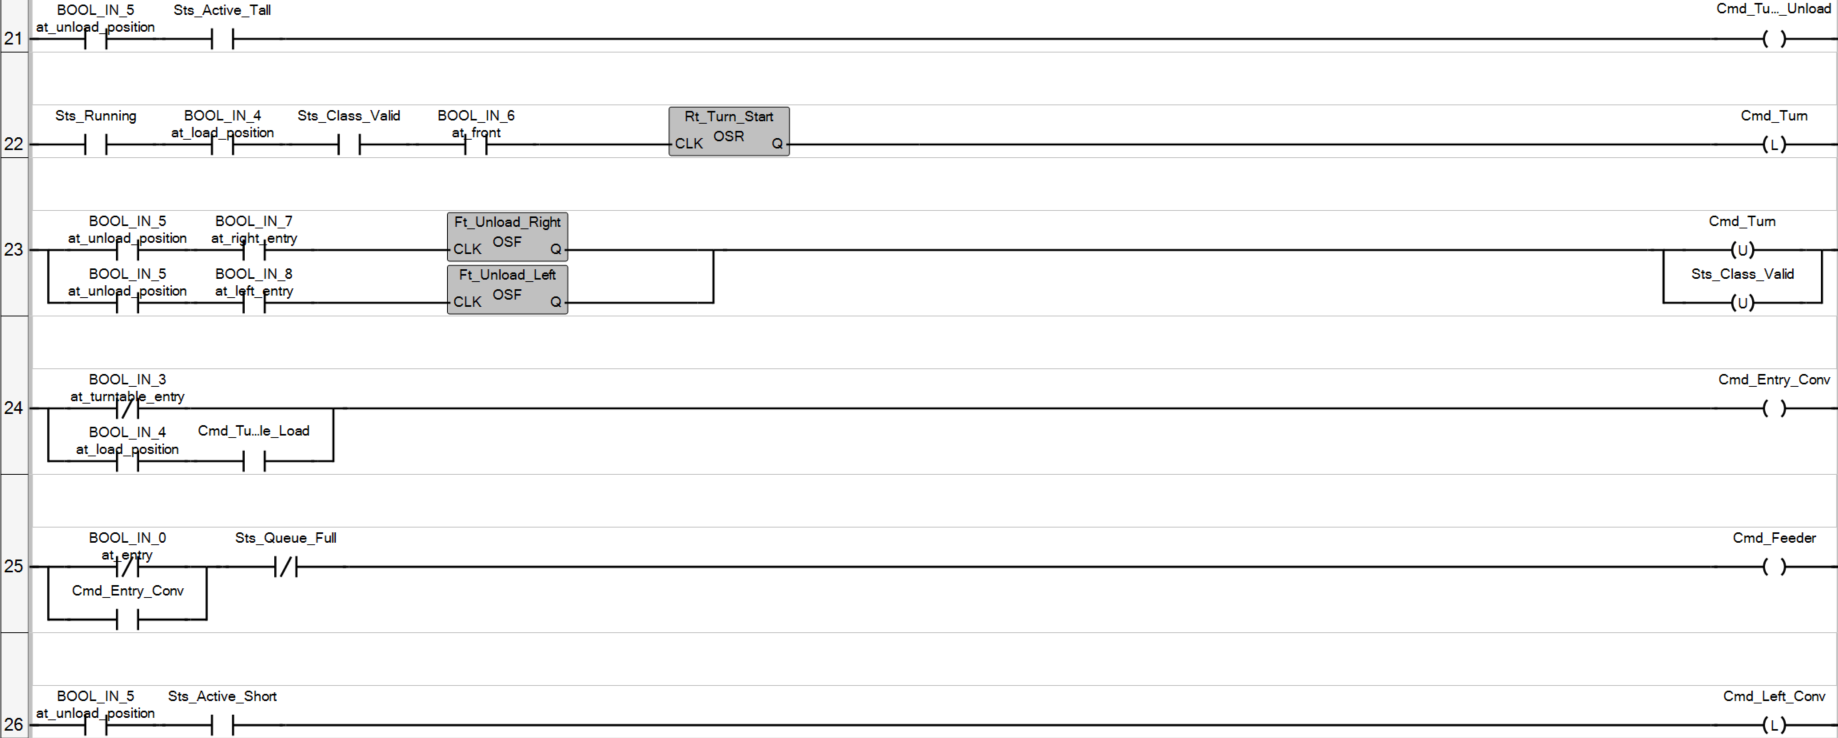 BOOL_IN_5 Sts_Active_Tall Cmd_Tu..._Unload
at_unload_position
21
Sts_Running BOOL_IN_4 Sts_Class_Valid BOOL_IN_6 Rt_Turn_Start Cmd_Turn
at_load_position at_front OSR
22 CLK Q L
BOOL_IN_5 BOOL_IN_7 Ft_Unload_Right Cmd_Turn
at_unload_position at_right_entry OSF
23 CLK Q U
BOOL_IN_5 BOOL_IN_8 Ft_Unload_Left Sts_Class_Valid
at_unload_position at_left_entry OSF
CLK Q U
BOOL_IN_3 Cmd_Entry_Conv
at_turntable_entry
24
BOOL_IN_4 Cmd_Tu...le_Load
at_load_position
BOOL_IN_0 Sts_Queue_Full Cmd_Feeder
at_entry
25
Cmd_Entry_Conv
BOOL_IN_5 Sts_Active_Short Cmd_Left_Conv
at_unload_position
26 L